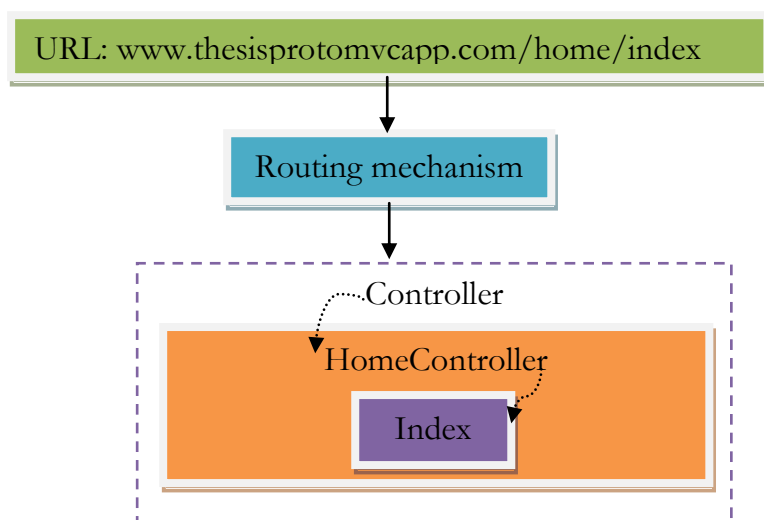 URL: www.thesisprotomvcapp.com/home/index
Routing mechanism
Controller
HomeController
Index